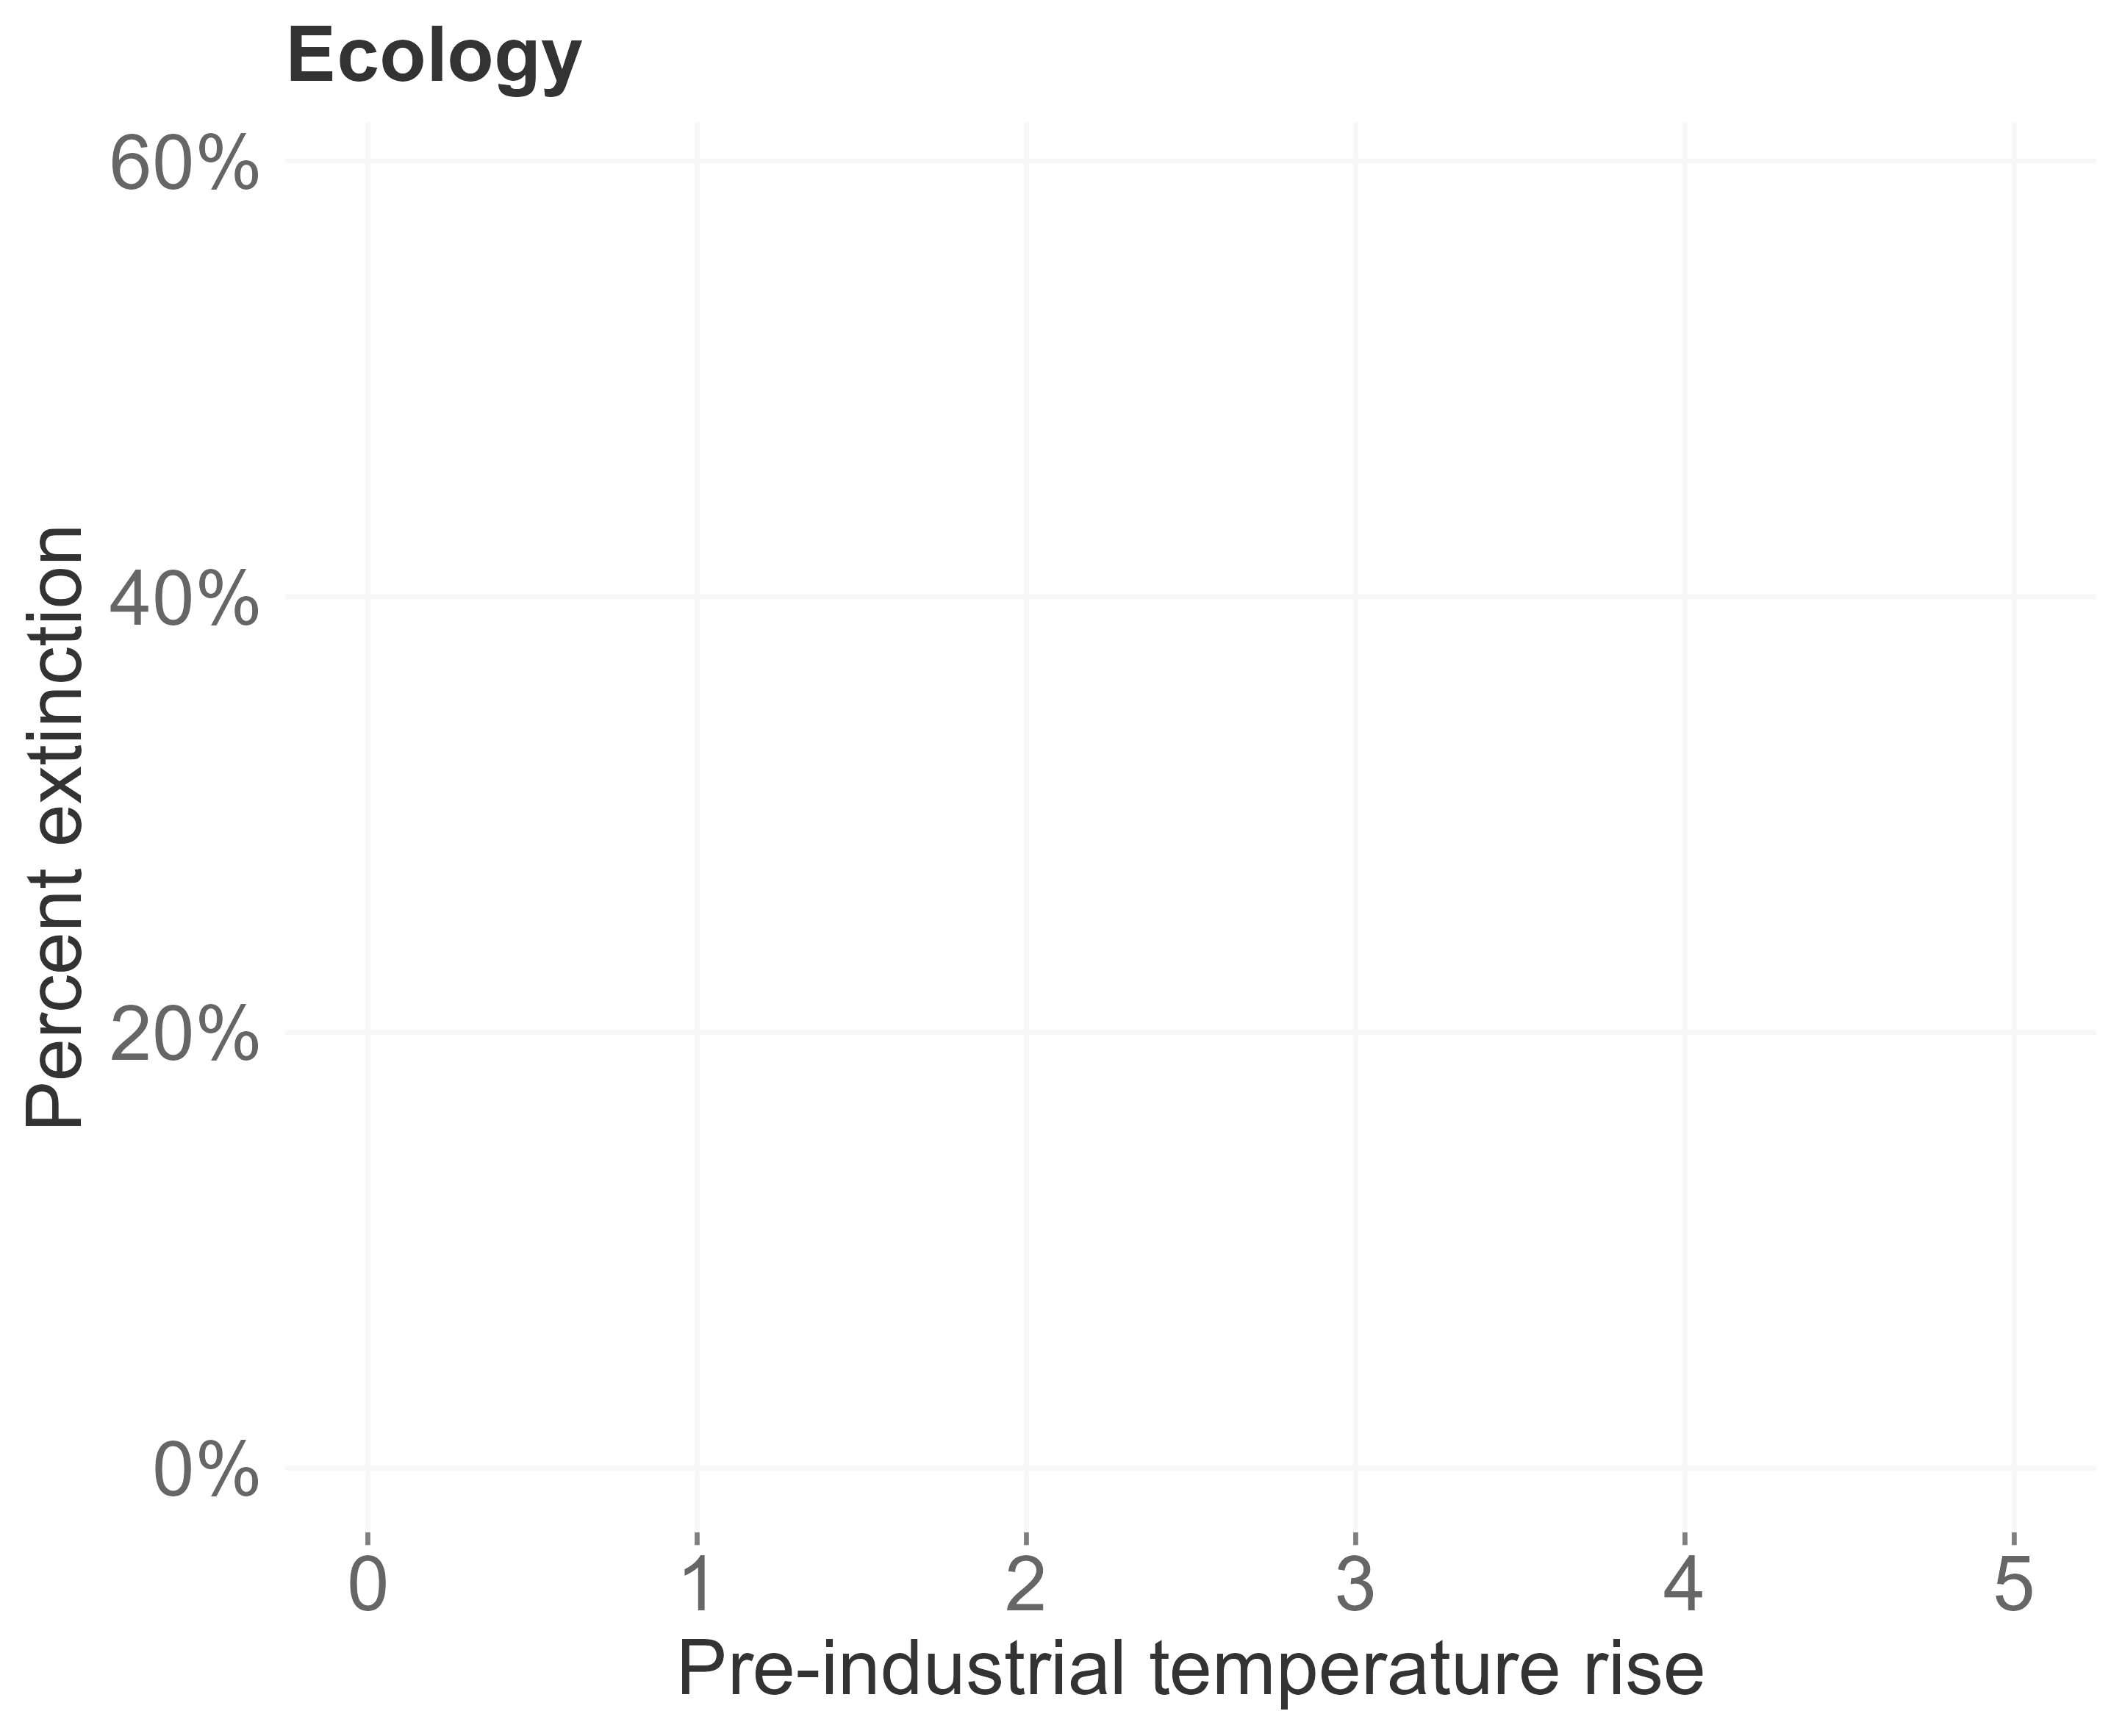 Ecology
60%
40%
20%
0%
Percent extinction
0 1 2 3 4 5
Pre-industrial temperature rise